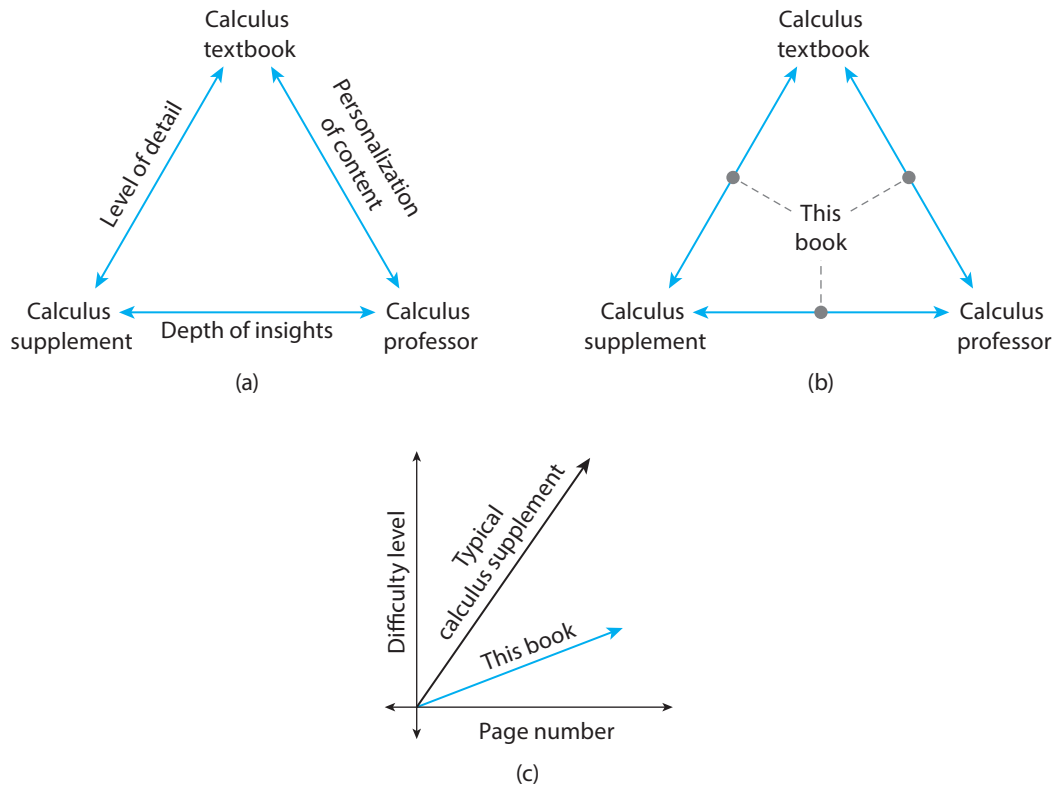 Calculus
textbook
Level of detail
Personalization
of content
Calculus
supplement
Depth of insights
Calculus
professor
(a)
Calculus
textbook
This
book
Calculus
supplement
Calculus
professor
(b)
Difficulty level
Typical
calculus supplement
This book
Page number
(c)